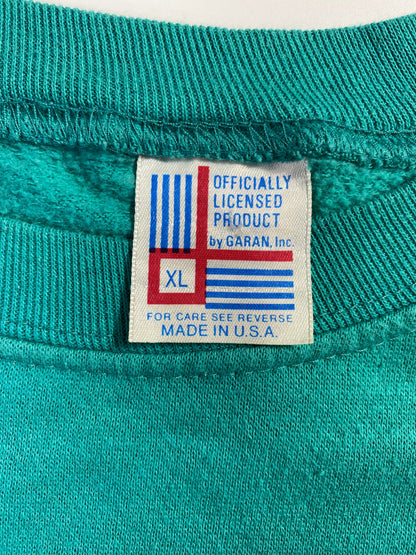 OFFICIALLY
LICENSED
PRODUCT
by GARAN, Inc.
XL
FOR CARE SEE REVERSE
MADE IN U.S.A.